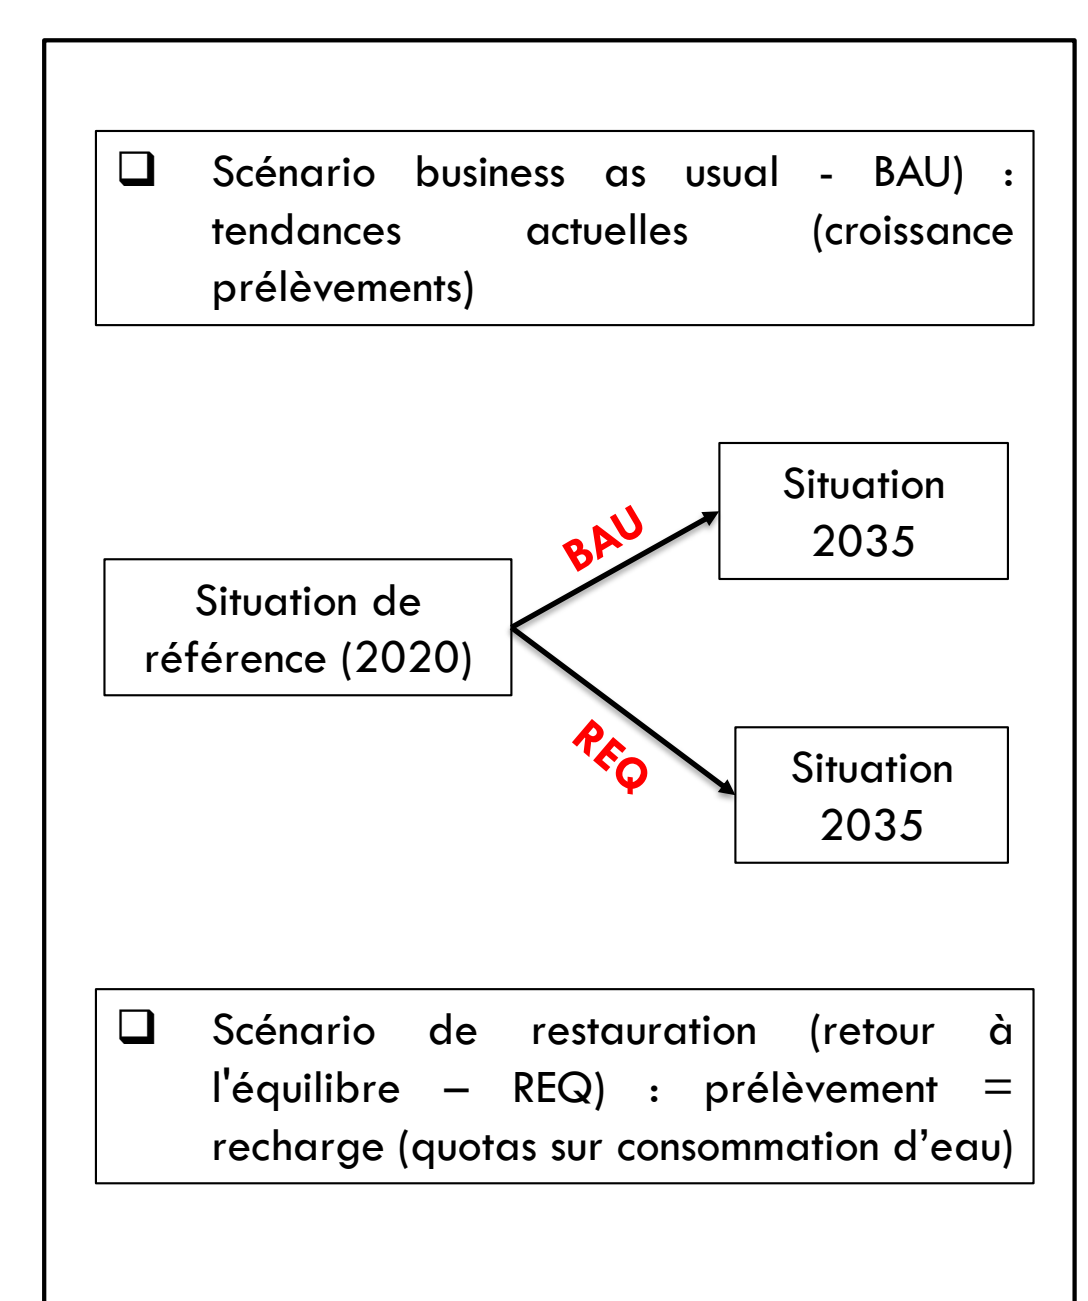 Scénario business as usual - BAU) :
tendances actuelles (croissance
prélèvements)
Situation
2035
BAU
Situation de
référence (2020)
REQ
Situation
2035
Scénario de restauration (retour à
l'équilibre – REQ) : prélèvement =
recharge (quotas sur consommation d’eau)